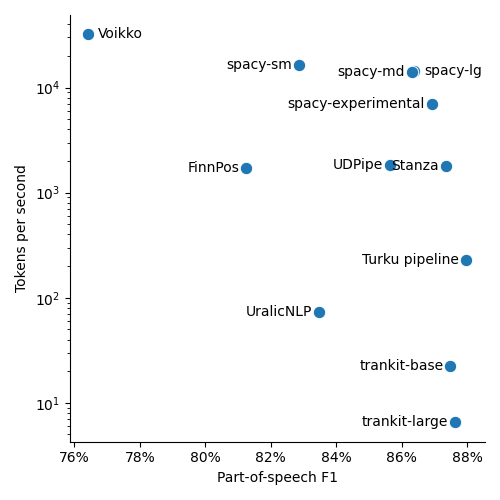 Voikko
spacy-sm
spacy-md
spacy-lg
spacy-experimental
FinnPos
UDPipe
Stanza
Turku pipeline
UralicNLP
trankit-base
trankit-large
Tokens per second
10⁴
10³
10²
10¹
76%
78%
80%
82%
84%
86%
88%
Part-of-speech F1